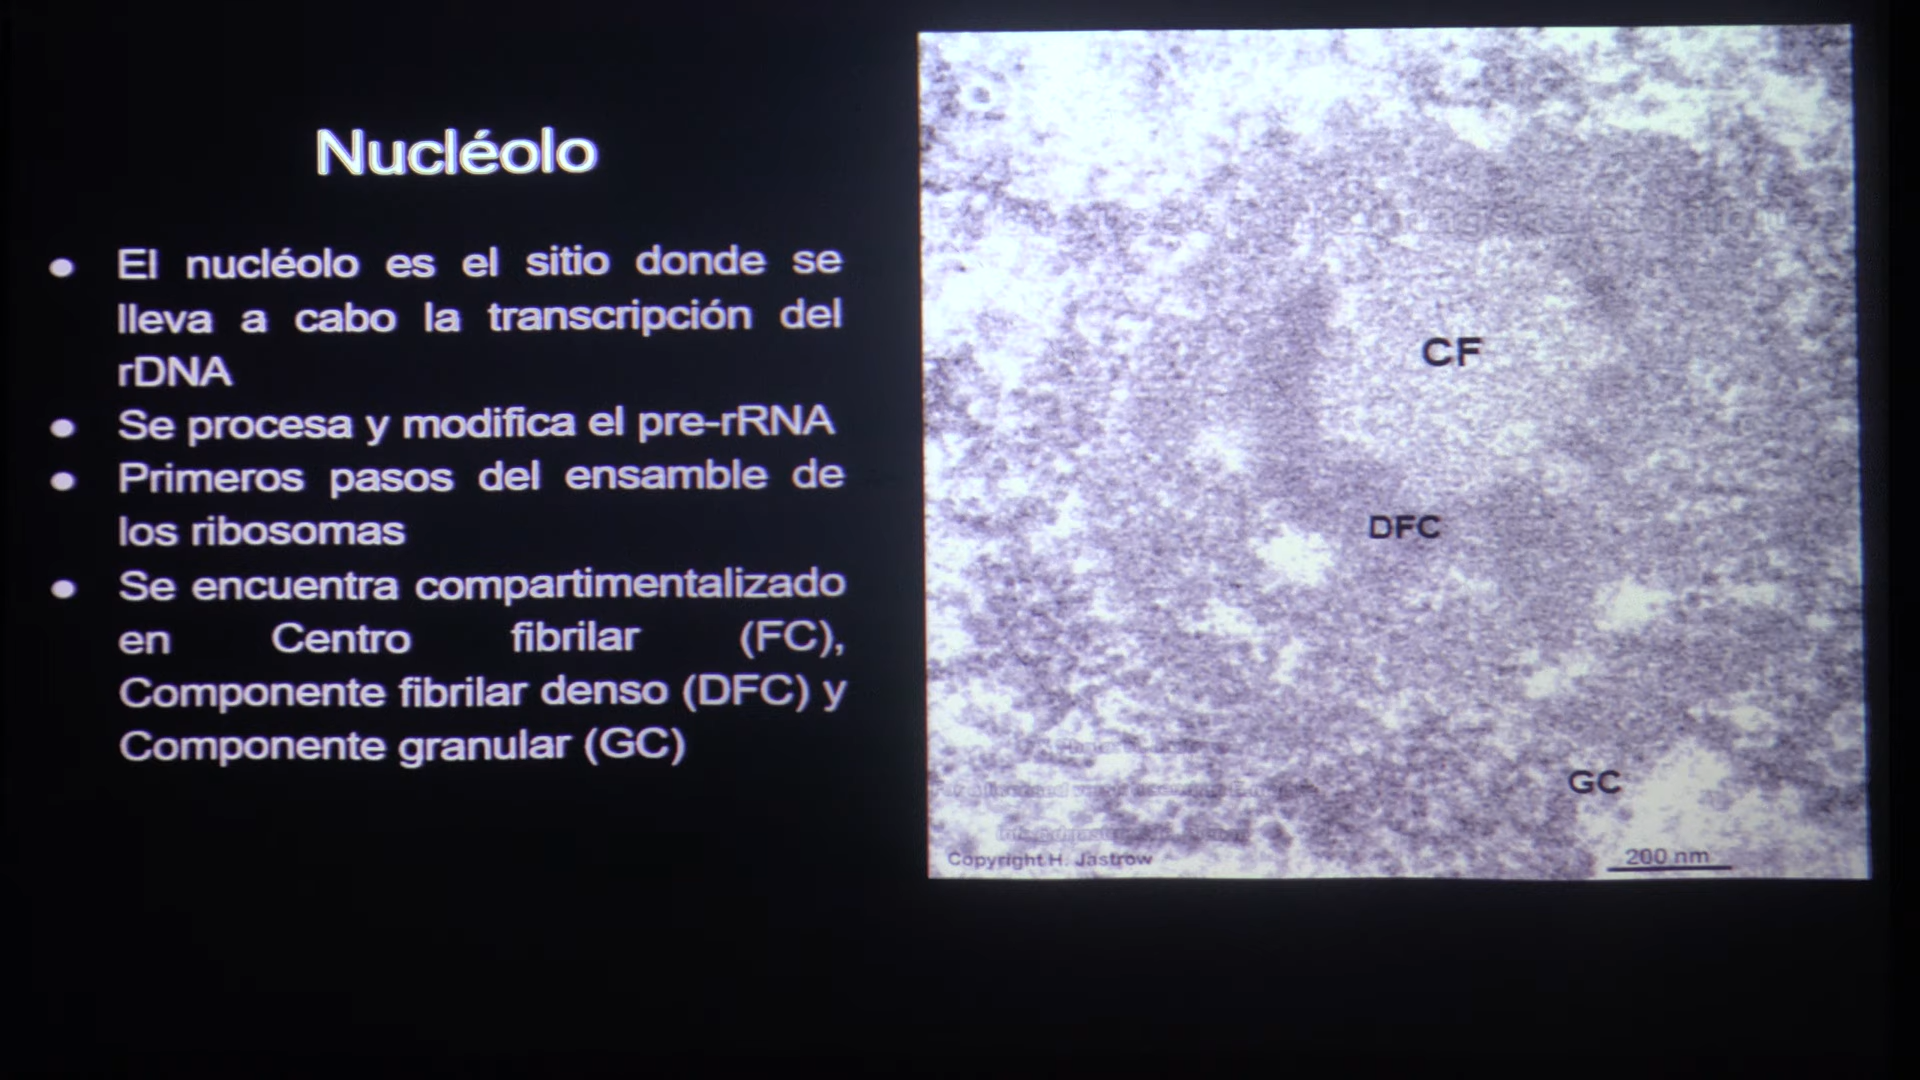 Nucléolo
● El nucléolo es el sitio donde se
lleva a cabo la transcripción del
rDNA
● Se procesa y modifica el pre-rRNA
● Primeros pasos del ensamble de
los ribosomas
● Se encuentra compartimentalizado
en Centro fibrilar (FC),
Componente fibrilar denso (DFC) y
Componente granular (GC)
CF
DFC
GC
Copyright H. Jastrow
200 nm